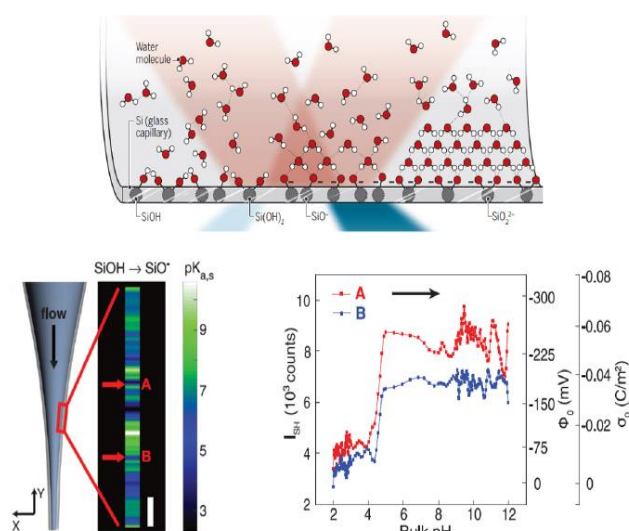 Water
molecule
Si (glass
capillary)
SiOH
Si(OH)₂
SiO⁻
SiO₂²⁻
SiOH → SiO⁻
pKₐ,ₛ
flow
9
7
5
3
A
B
Y
X
A
B
I_SH (10³ counts)
10
8
6
4
2
2
4
6
8
10
12
Bulk pH
-300
-225
-150
-75
0
Φ₀ (mV)
-0.08
-0.06
-0.04
-0.02
0
σ₀ (C/m²)